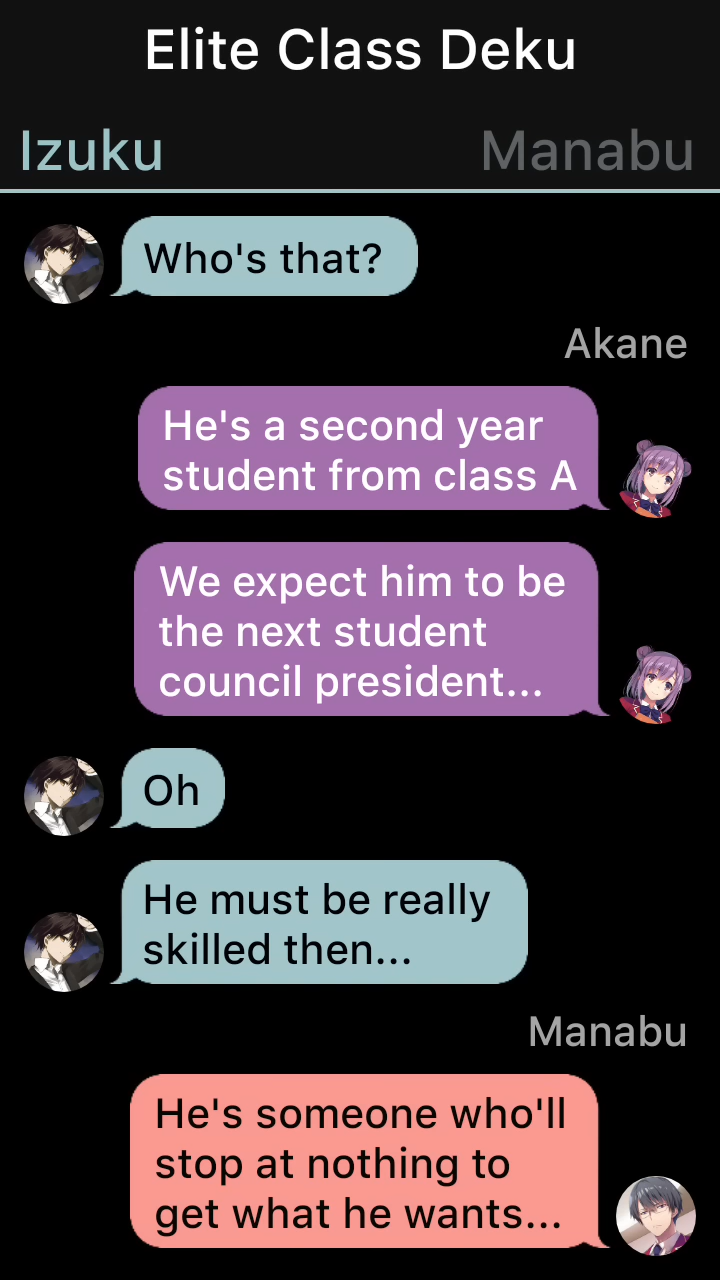 Elite Class Deku
Izuku
Manabu
Who's that?
Akane
He's a second year
student from class A
We expect him to be
the next student
council president...
Oh
He must be really
skilled then...
Manabu
He's someone who'll
stop at nothing to
get what he wants...